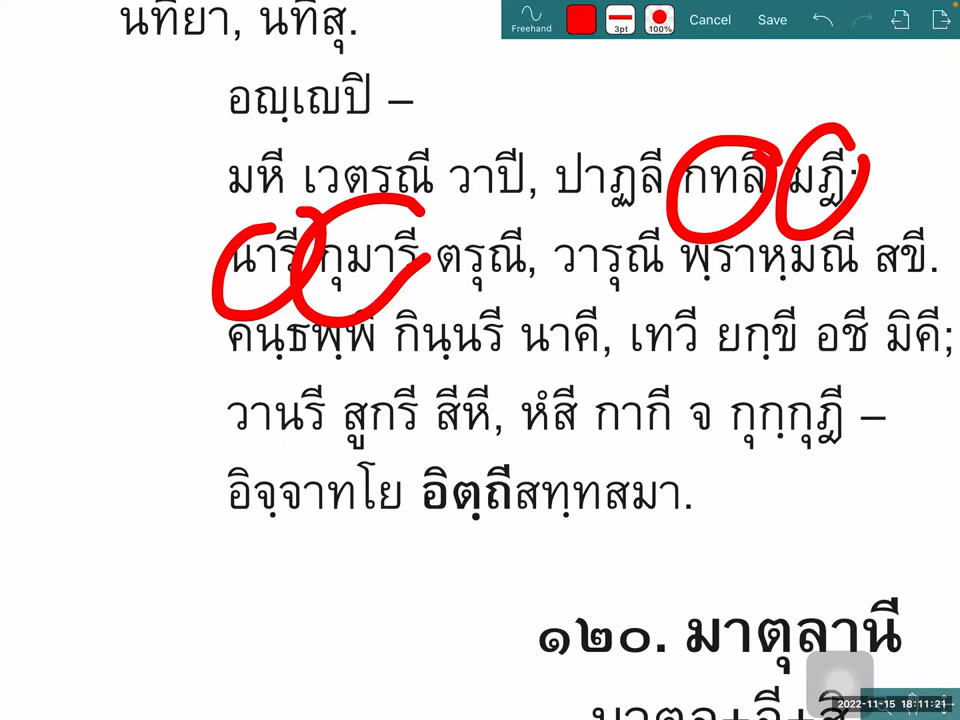 นทิยา, นทีสุ.
Freehand 3pt 100% Cancel Save
อญฺเญปิ –
มหี เวตรณี วาปี, ปาฏลี กทลี ฆฏี;
นารี กุมารี ตรุณี, วารุณี พฺราหฺมณี สขี.
คนฺธพฺพี กินฺนรี นาคี, เทวี ยกฺขี อชี มิคี;
วานรี สูกรี สีหี, หํสี กากี จ กุกฺกุฏี –
อิจฺจาทโย อิตฺถีสทฺทสมา.
๑๒๐. มาตุลานี
2022-11-15 18:11:21